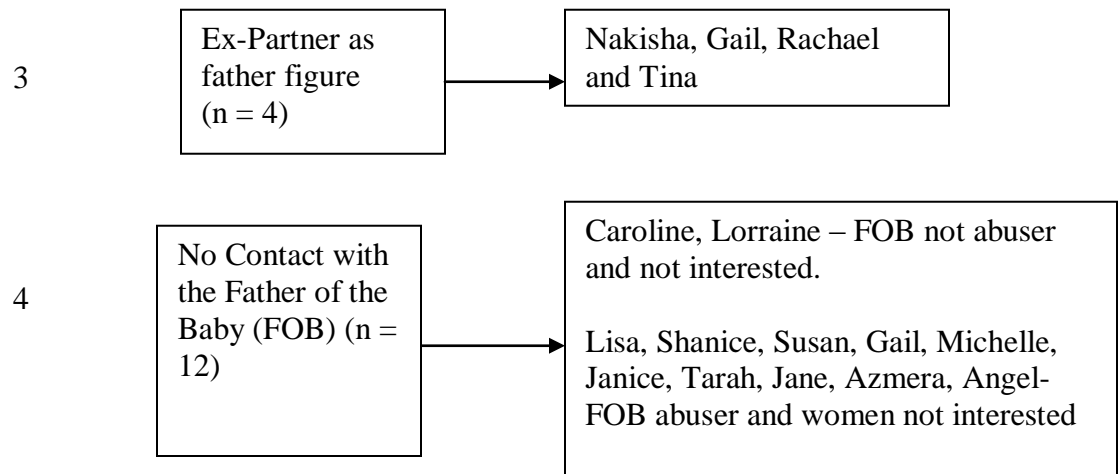 3
Ex-Partner as
father figure
(n = 4)
Nakisha, Gail, Rachael
and Tina
4
No Contact with
the Father of the
Baby (FOB) (n =
12)
Caroline, Lorraine – FOB not abuser
and not interested.
Lisa, Shanice, Susan, Gail, Michelle,
Janice, Tarah, Jane, Azmera, Angel-
FOB abuser and women not interested